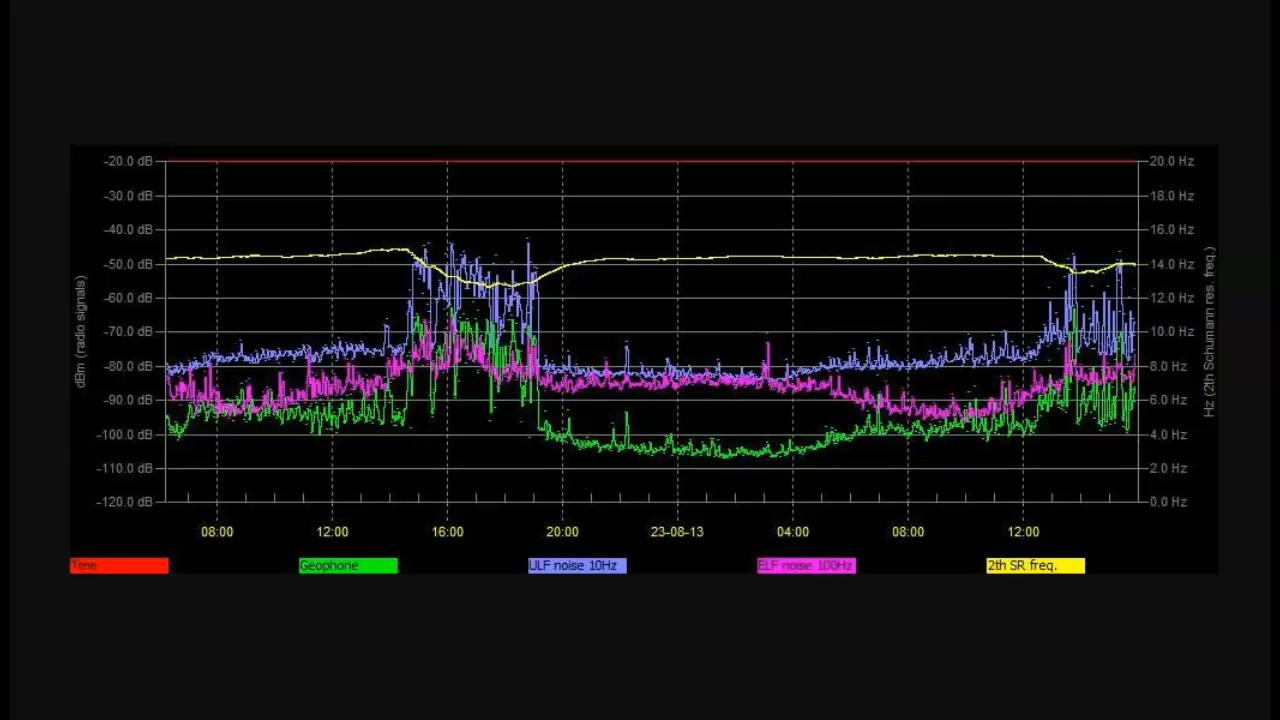 -20.0 dB
20.0 Hz
-30.0 dB
18.0 Hz
-40.0 dB
16.0 Hz
-50.0 dB
14.0 Hz
-60.0 dB
12.0 Hz
-70.0 dB
10.0 Hz
-80.0 dB
8.0 Hz
-90.0 dB
6.0 Hz
-100.0 dB
4.0 Hz
-110.0 dB
2.0 Hz
-120.0 dB
0.0 Hz
dBm (radio signals)
Hz (2th Schumann res. freq.)
08:00 12:00 16:00 20:00 23-08-13 04:00 08:00 12:00
Time Geophone ULF noise 10Hz ELF noise 100Hz 2th SR freq.